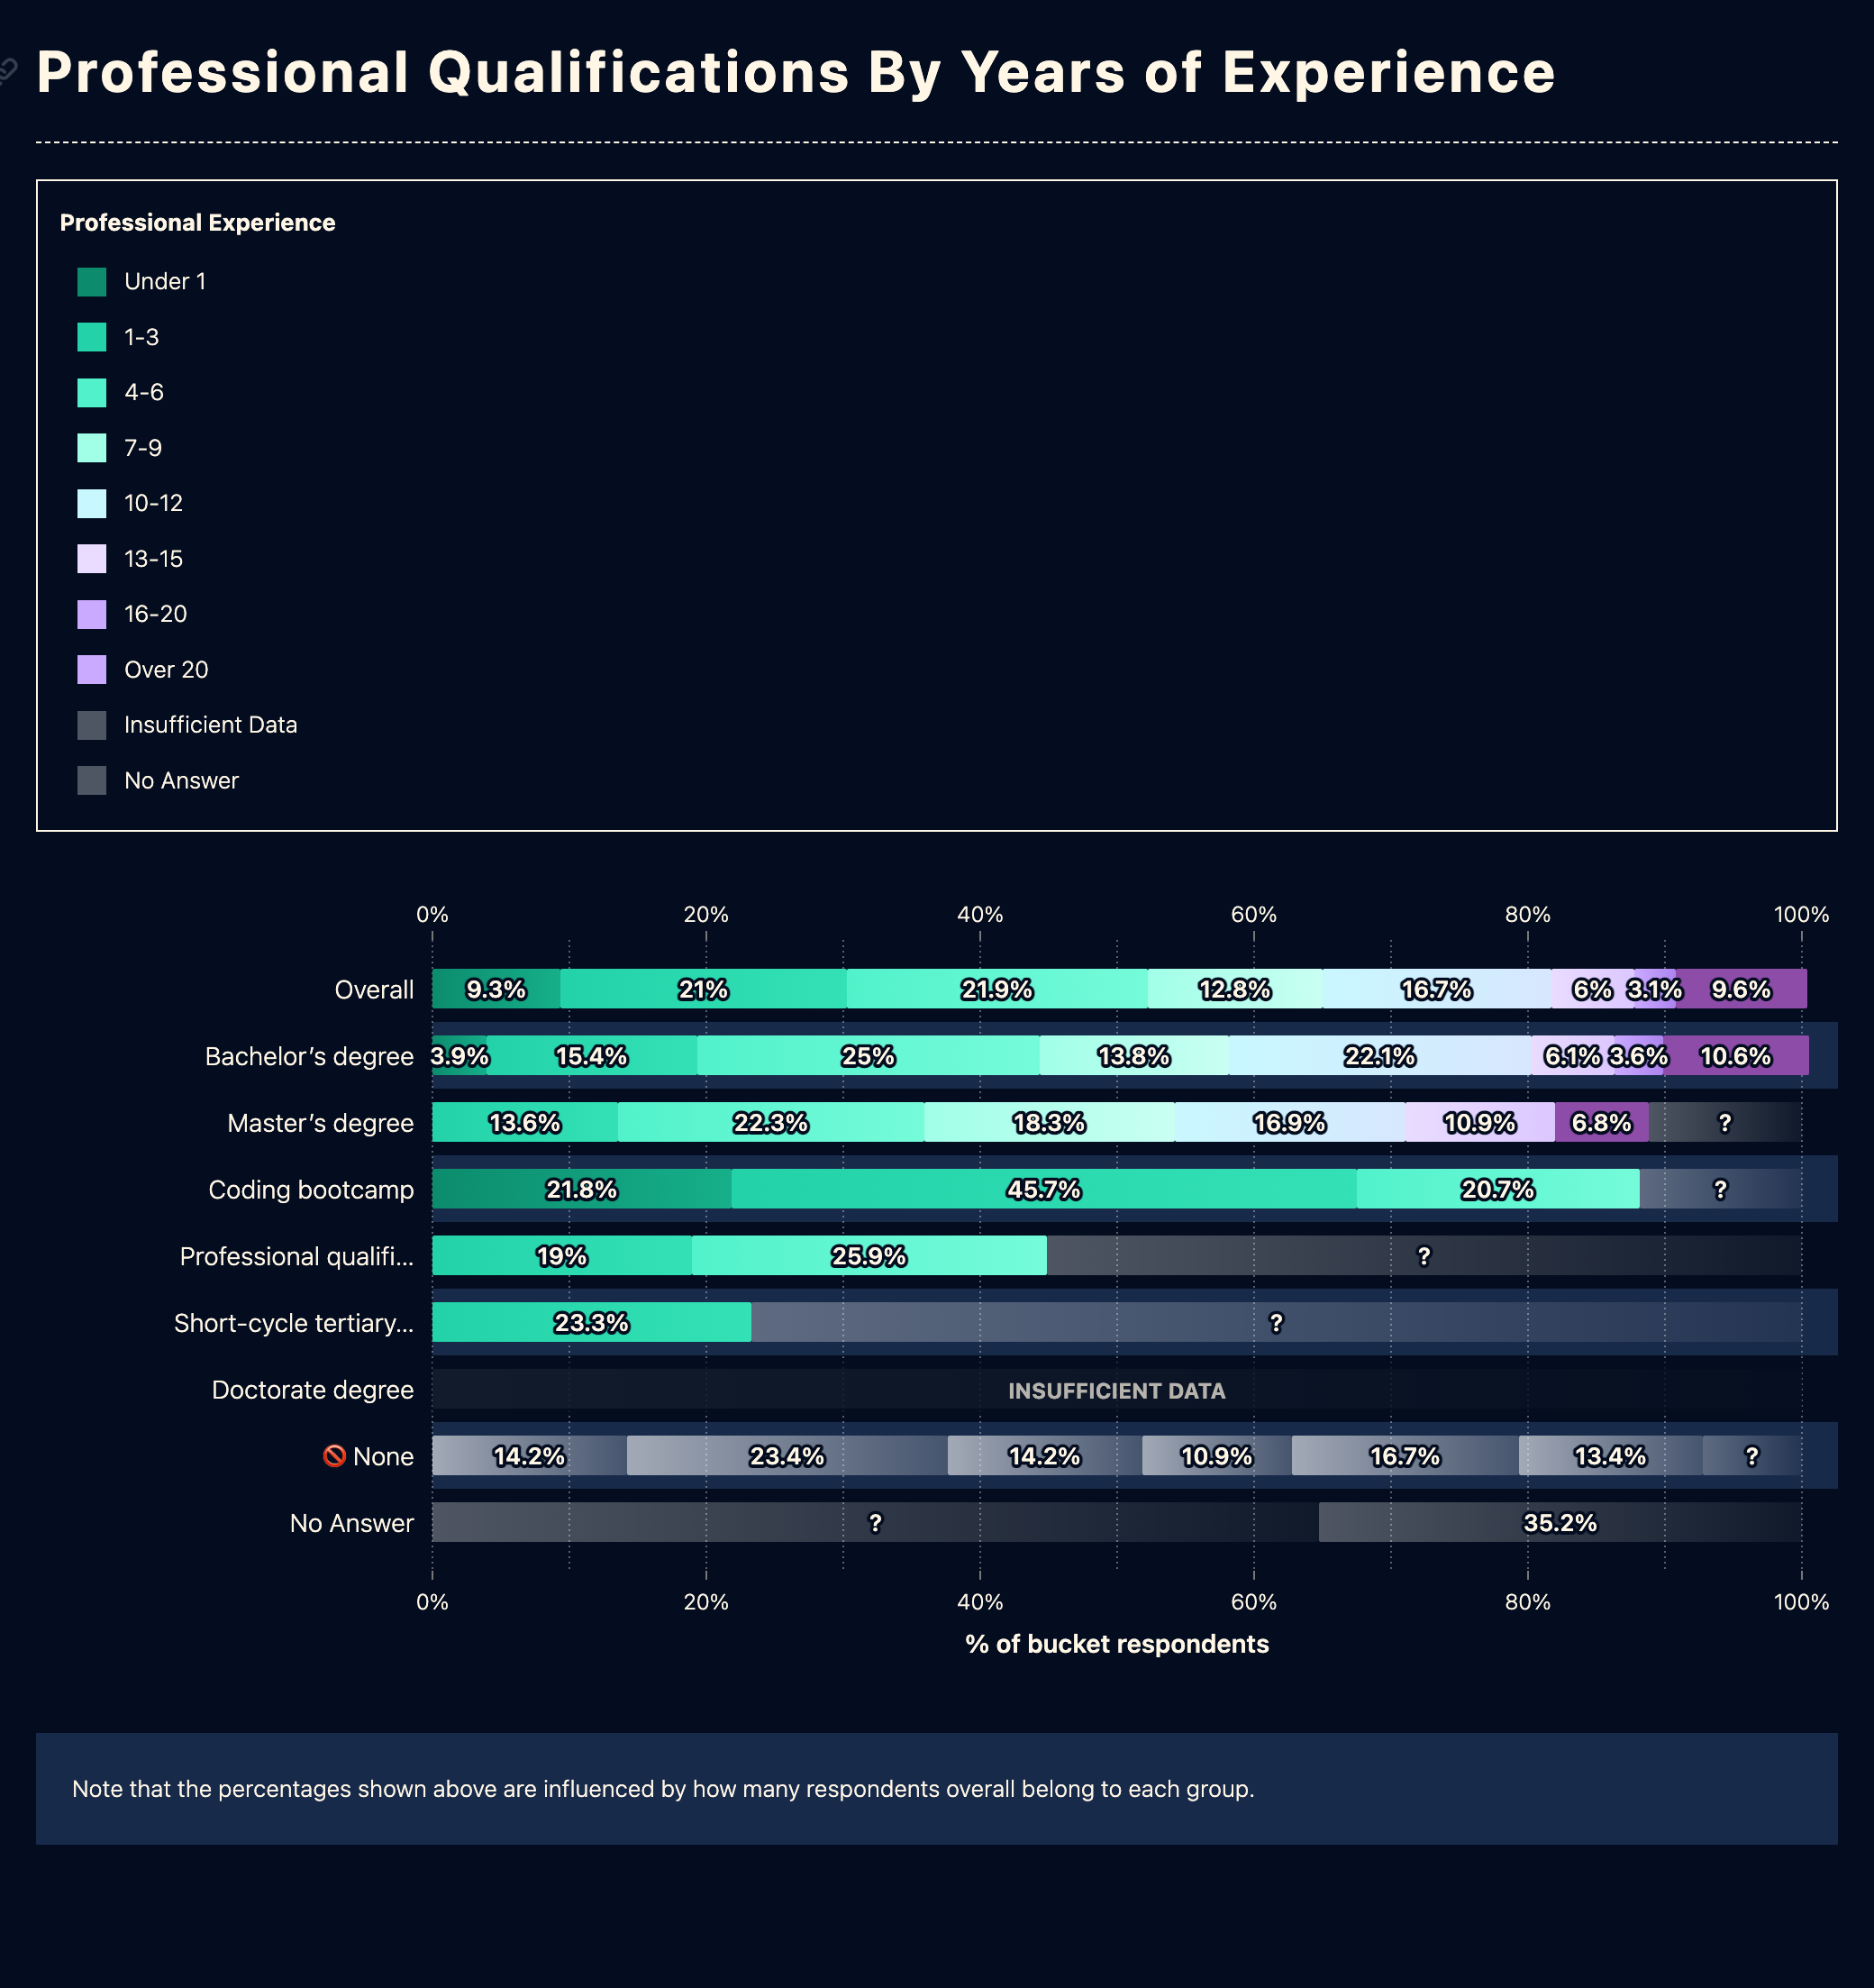 Professional Qualifications By Years of Experience
Professional Experience
Under 1
1-3
4-6
7-9
10-12
13-15
16-20
Over 20
Insufficient Data
No Answer
0% 20% 40% 60% 80% 100%
Overall 9.3% 21% 21.9% 12.8% 16.7% 6% 3.1% 9.6%
Bachelor’s degree 3.9% 15.4% 25% 13.8% 22.1% 6.1% 3.6% 10.6%
Master’s degree 13.6% 22.3% 18.3% 16.9% 10.9% 6.8% ?
Coding bootcamp 21.8% 45.7% 20.7% ?
Professional qualifi... 19% 25.9% ?
Short-cycle tertiary... 23.3% ?
Doctorate degree INSUFFICIENT DATA
🚫 None 14.2% 23.4% 14.2% 10.9% 16.7% 13.4% ?
No Answer ? 35.2%
0% 20% 40% 60% 80% 100%
% of bucket respondents
Note that the percentages shown above are influenced by how many respondents overall belong to each group.